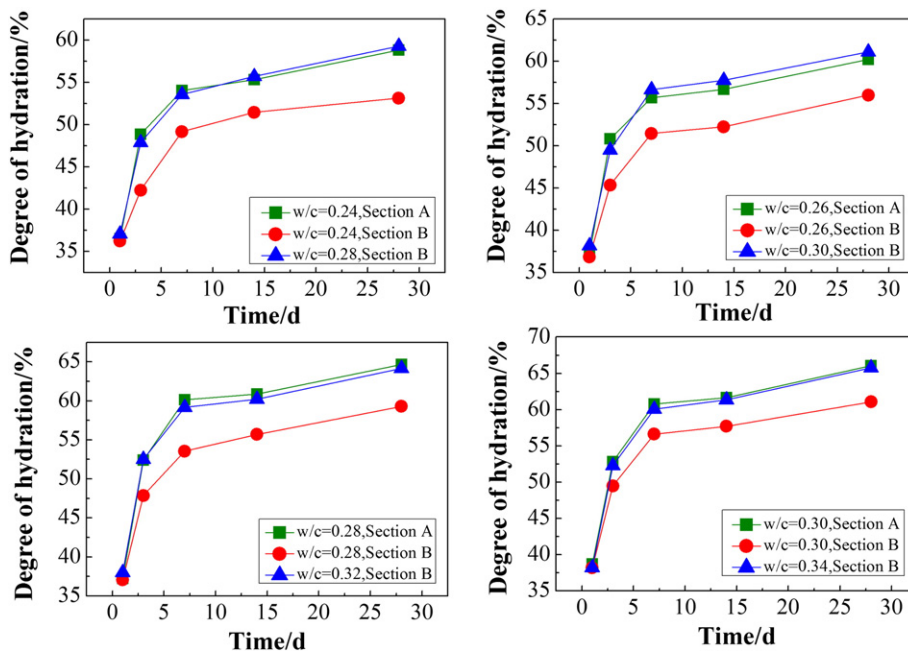 Degree of hydration/%
60
55
50
45
40
35
w/c=0.24,Section A
w/c=0.24,Section B
w/c=0.28,Section B
0 5 10 15 20 25 30
Time/d
Degree of hydration/%
65
60
55
50
45
40
35
w/c=0.26,Section A
w/c=0.26,Section B
w/c=0.30,Section B
0 5 10 15 20 25 30
Time/d
Degree of hydration/%
65
60
55
50
45
40
35
w/c=0.28,Section A
w/c=0.28,Section B
w/c=0.32,Section B
0 5 10 15 20 25 30
Time/d
Degree of hydration/%
70
65
60
55
50
45
40
35
w/c=0.30,Section A
w/c=0.30,Section B
w/c=0.34,Section B
0 5 10 15 20 25 30
Time/d